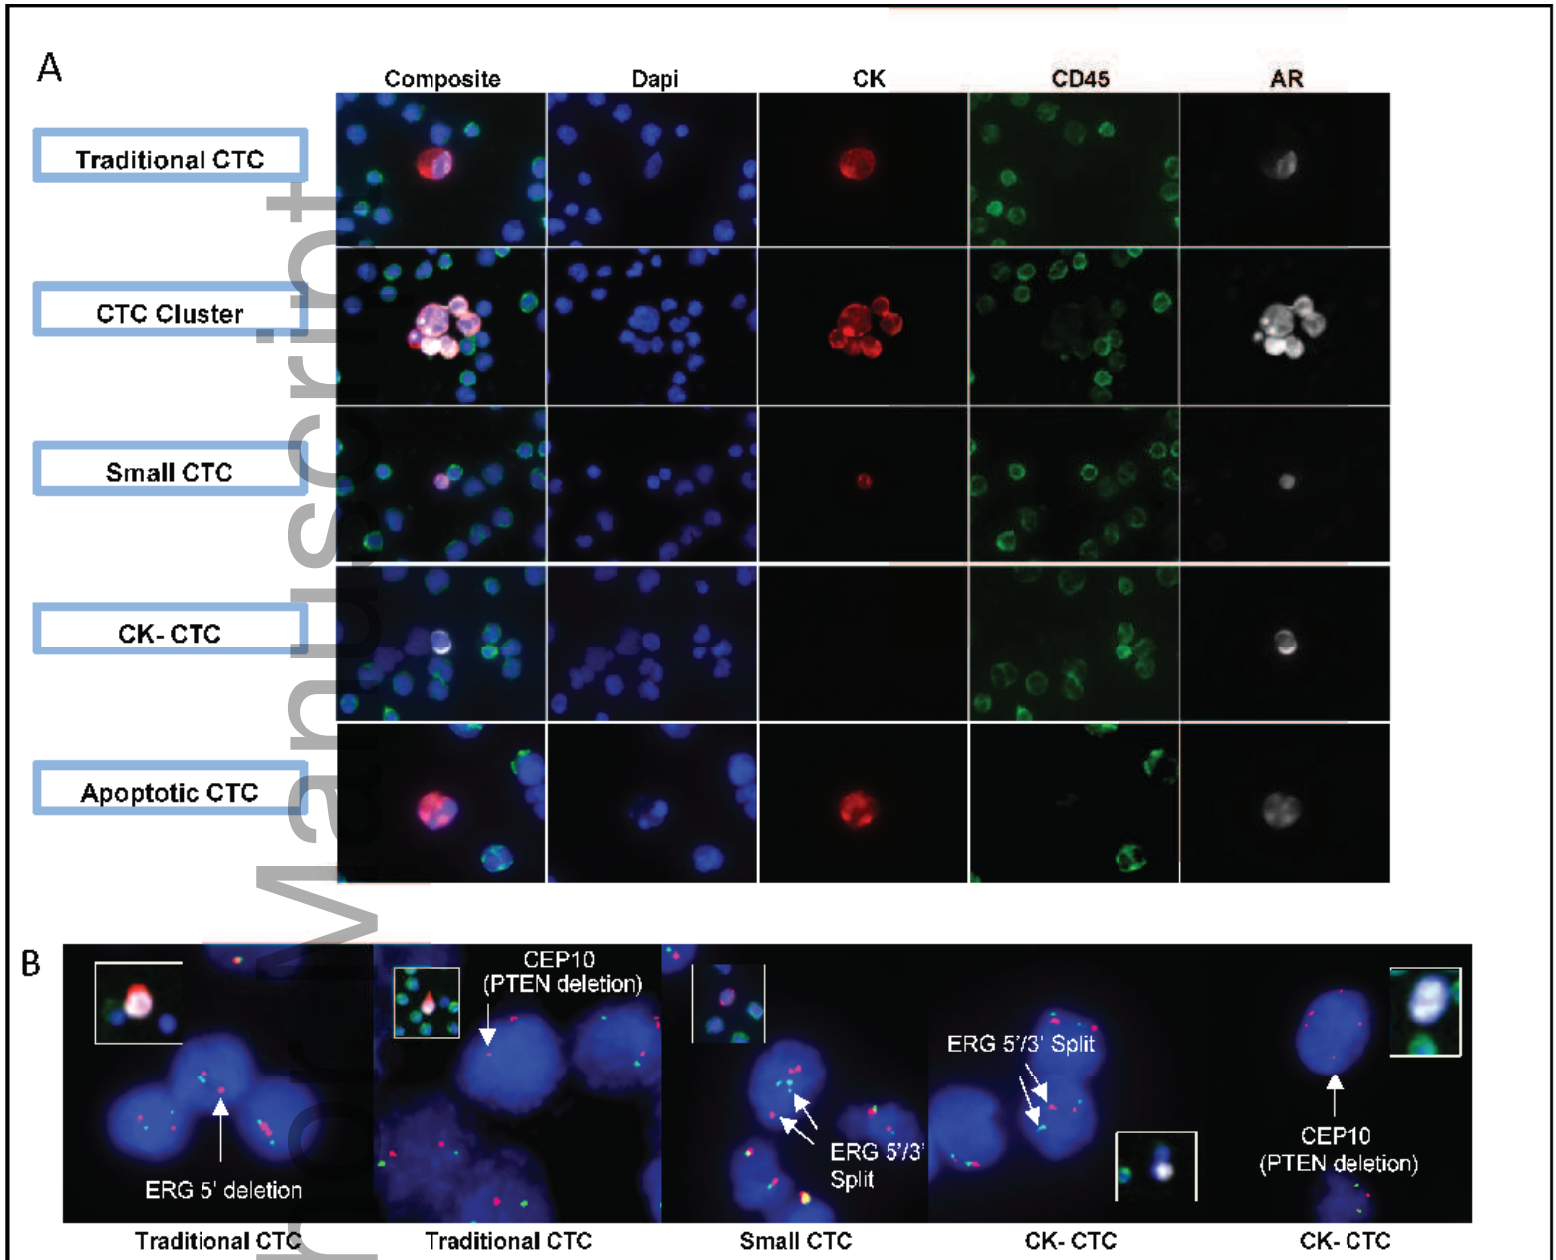 A
Composite Dapi CK CD45 AR
Traditional CTC
CTC Cluster
Small CTC
CK- CTC
Apoptotic CTC
B
CEP10
(PTEN deletion)
ERG 5' deletion
ERG 5'/3'
Split
ERG 5'/3' Split
CEP10
(PTEN deletion)
Traditional CTC Traditional CTC Small CTC CK- CTC CK- CTC
hor Manuscript